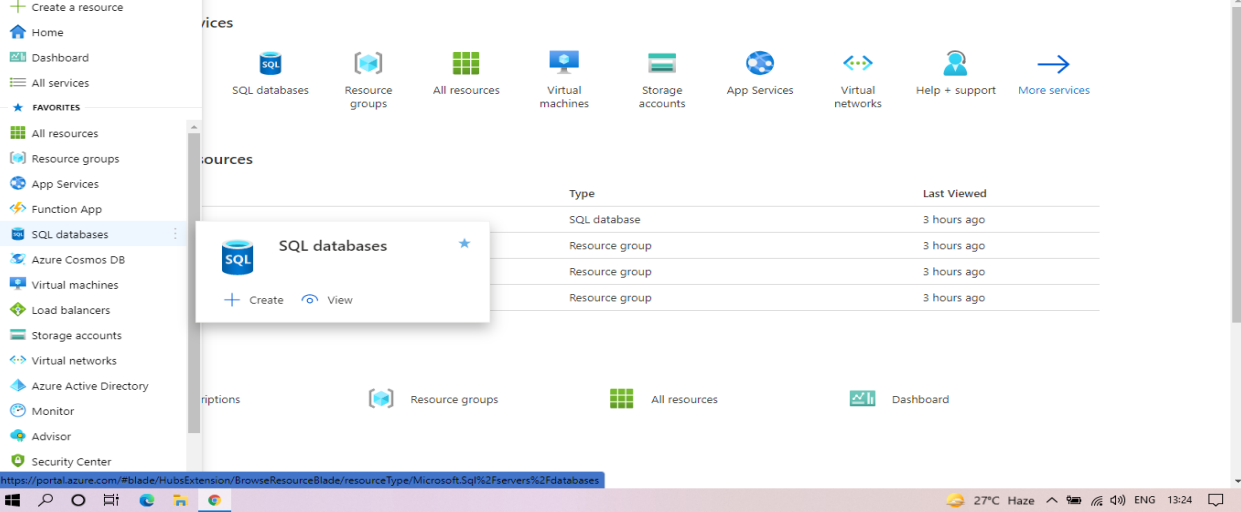 Create a resource
Home
Dashboard
All services
FAVORITES
All resources
Resource groups
App Services
Function App
SQL databases
Azure Cosmos DB
Virtual machines
Load balancers
Storage accounts
Virtual networks
Azure Active Directory
Monitor
Advisor
Security Center
SQL databases
Resource groups
All resources
Virtual machines
Storage accounts
App Services
Virtual networks
Help + support
More services
Type
Last Viewed
SQL database
3 hours ago
Resource group
3 hours ago
Resource group
3 hours ago
Resource group
3 hours ago
SQL
SQL
SQL databases
Create
View
Resource groups
All resources
Dashboard
https://portal.azure.com/#blade/HubsExtension/BrowseResourceBlade/resourceType/Microsoft.Sql%2Fservers%2Fdatabases
27°C Haze
ENG
13:24